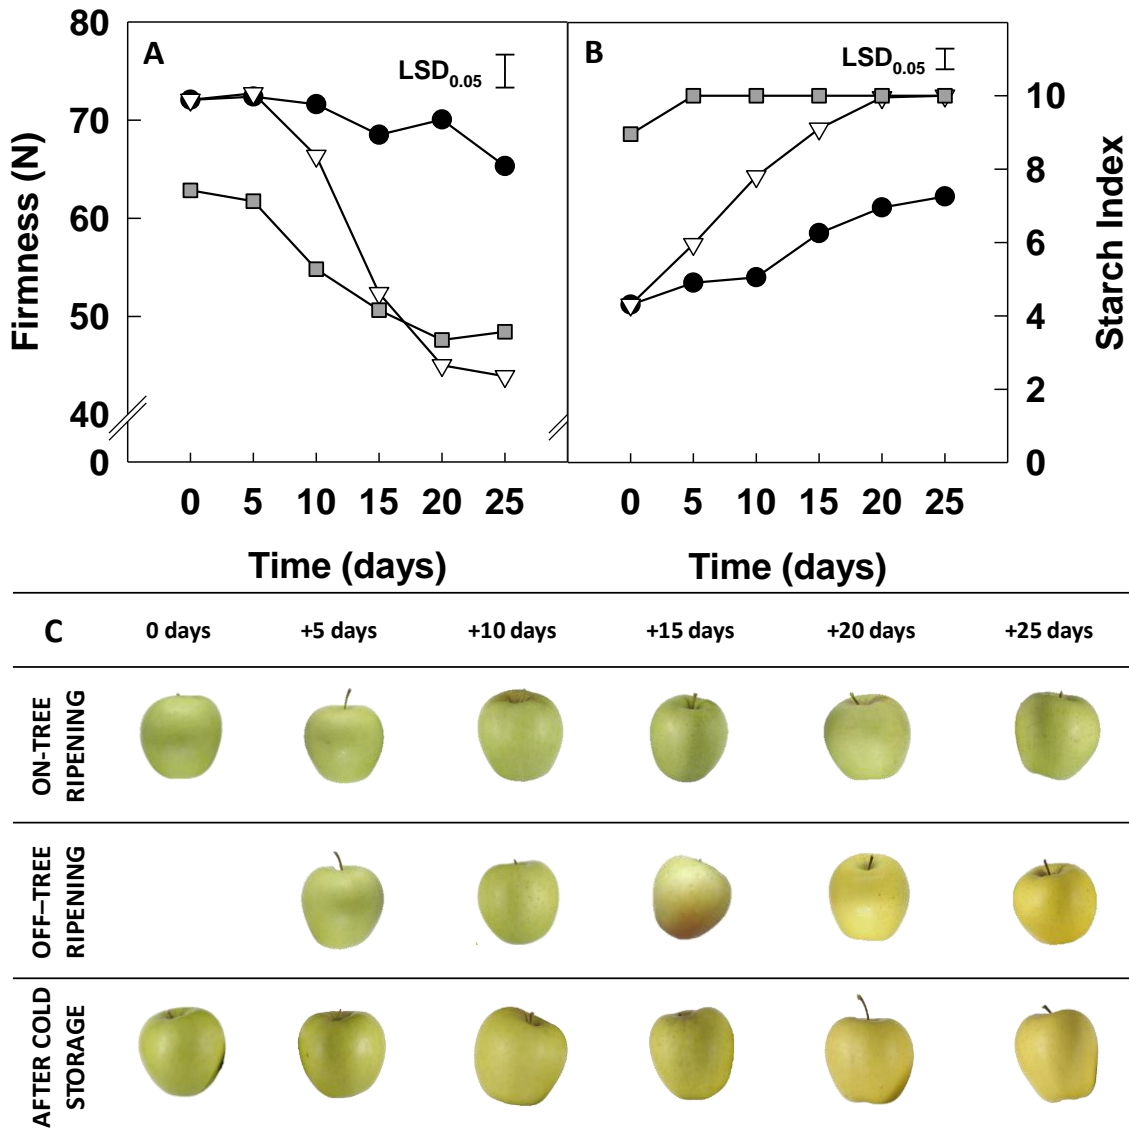 A
LSD0.05
80
70
60
50
40
0
Firmness (N)
0 5 10 15 20 25
Time (days)
B
LSD0.05
10
8
6
4
2
0
Starch Index
0 5 10 15 20 25
Time (days)
C
0 days
+5 days
+10 days
+15 days
+20 days
+25 days
ON-TREE
RIPENING
OFF–TREE
RIPENING
AFTER COLD
STORAGE